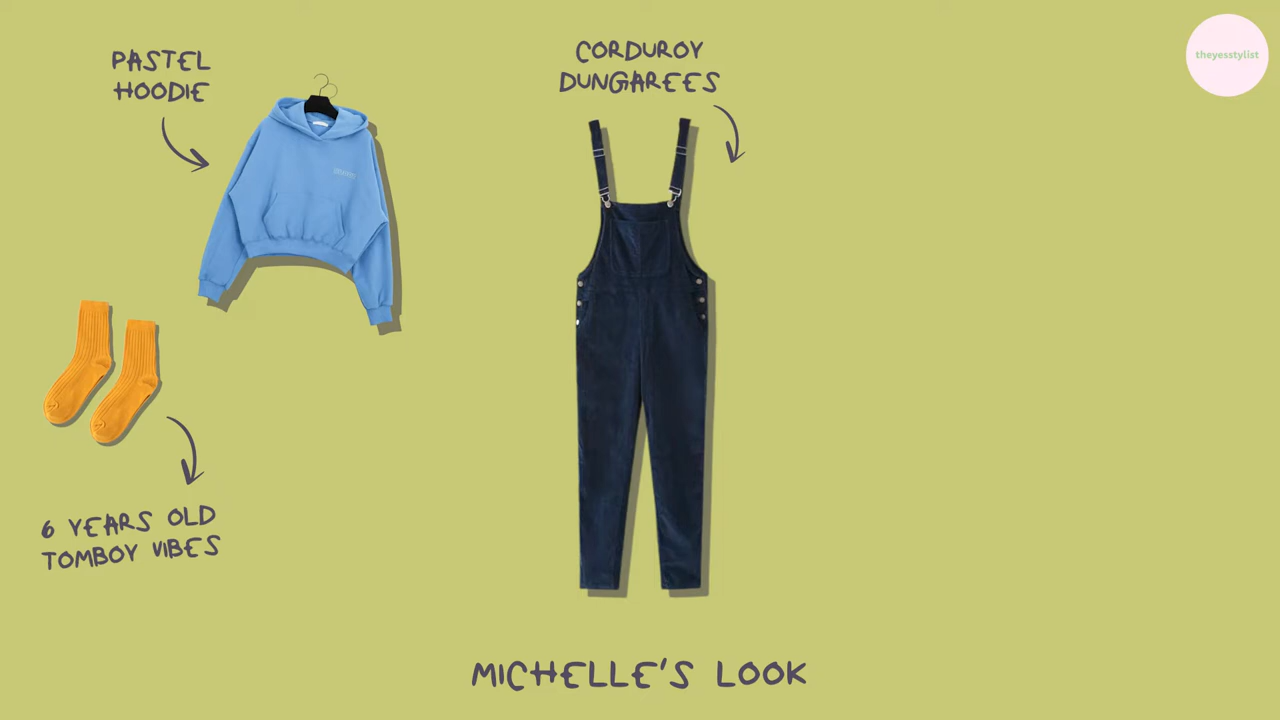 PASTEL
HOODIE
CORDUROY
DUNGAREES
theyesstylist
6 YEARS OLD
TOMBOY VIBES
MICHELLE'S LOOK